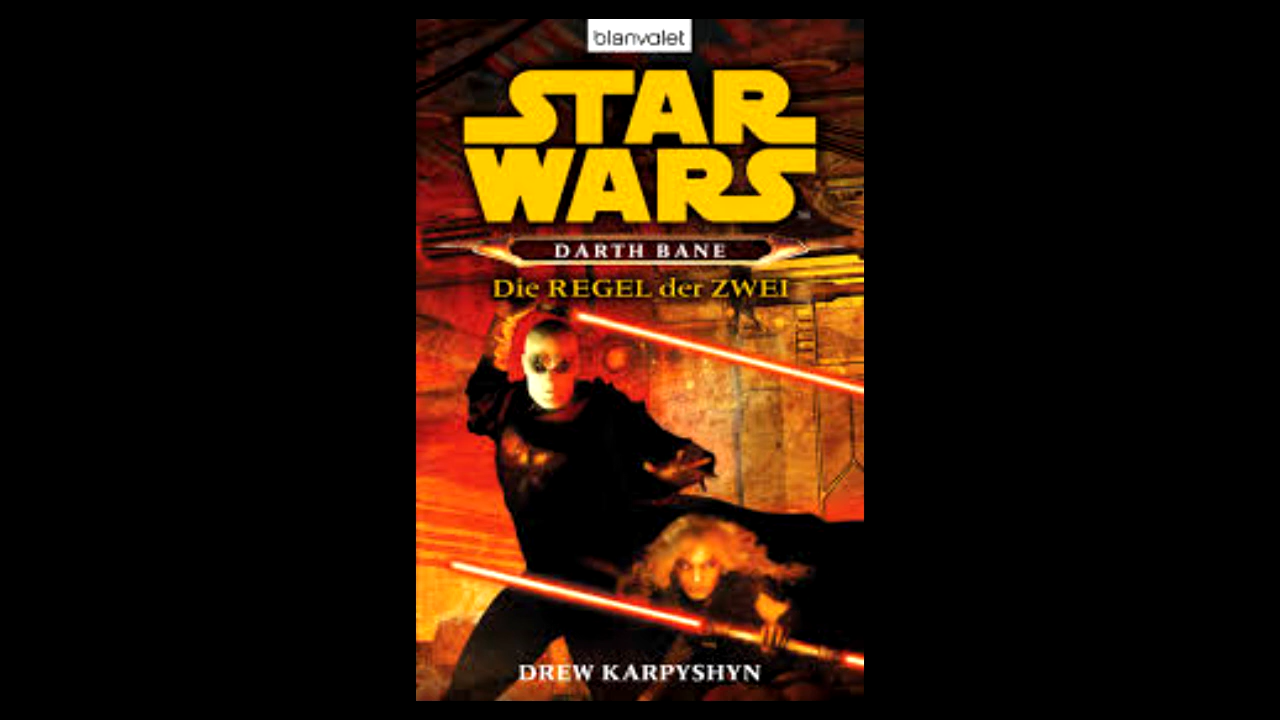 blanvalet
STAR
WARS
DARTH BANE
Die REGEL der ZWEI
DREW KARPYSHYN